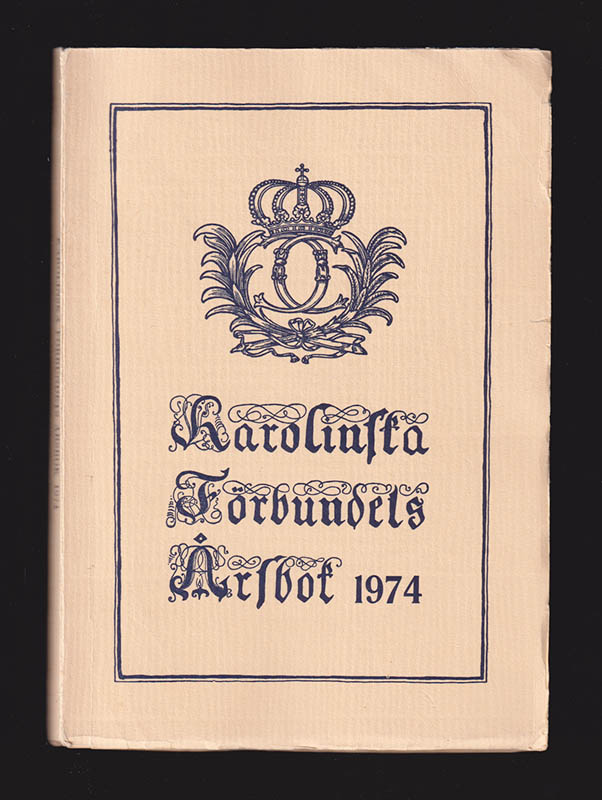 Karolinska
Förbundets
Årsbok 1974